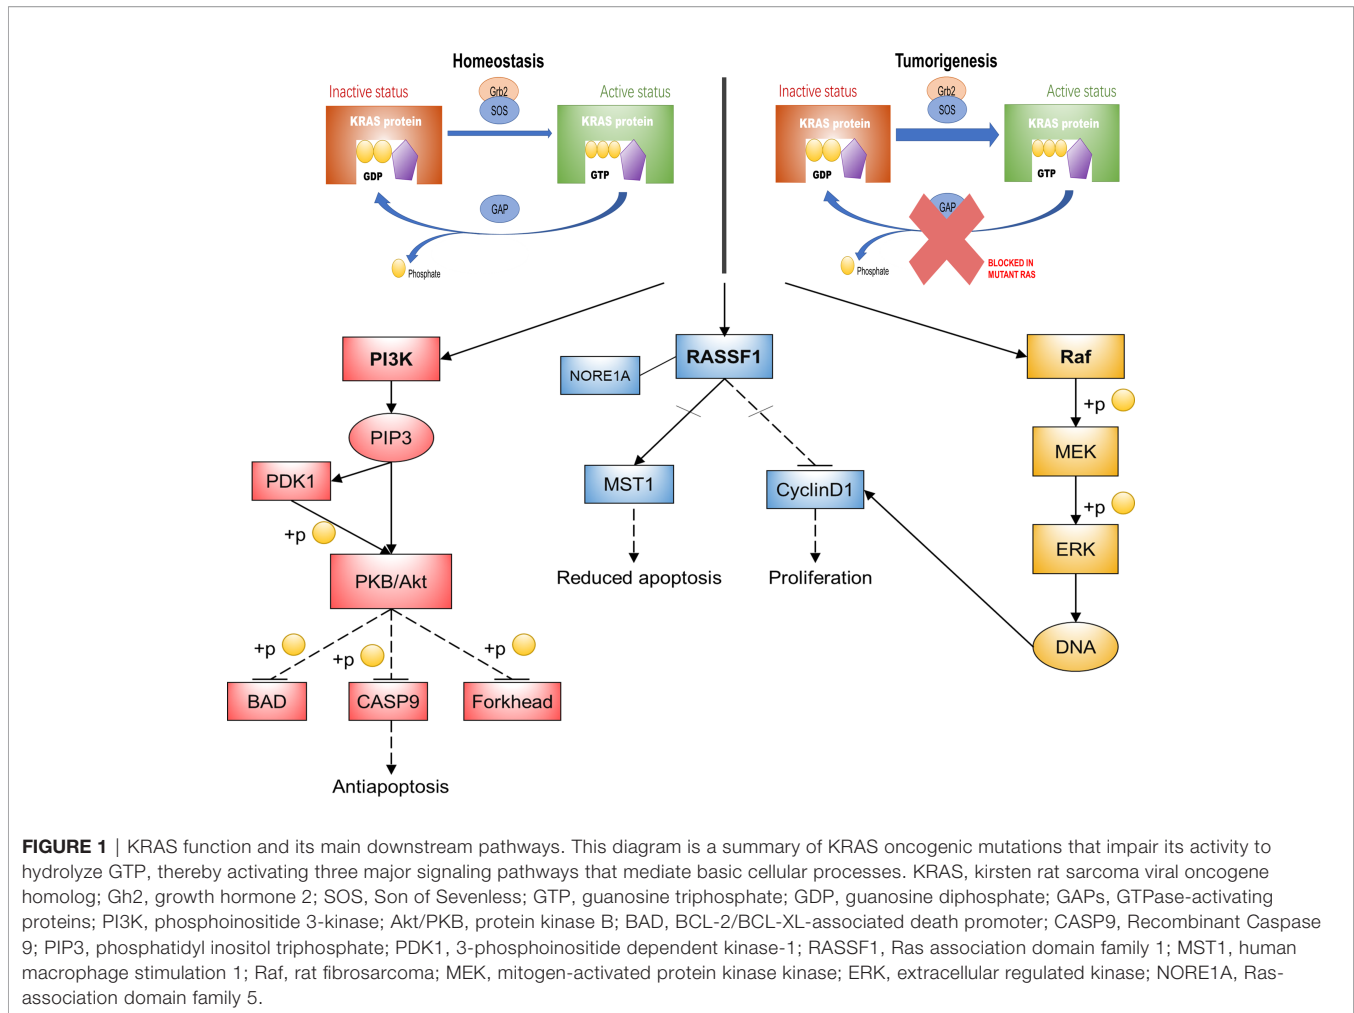 Homeostasis
Inactive status
Grb2
SOS
Active status
KRAS protein
GDP
KRAS protein
GTP
GAP
Phosphate
Tumorigenesis
Inactive status
Grb2
SOS
Active status
KRAS protein
GDP
KRAS protein
GTP
GAP
Phosphate
BLOCKED IN
MUTANT RAS
PI3K
PIP3
PDK1
+p
PKB/Akt
+p
+p
+p
BAD
CASP9
Forkhead
Antiapoptosis
NORE1A
RASSF1
MST1
CyclinD1
Reduced apoptosis
Proliferation
Raf
+p
MEK
+p
ERK
DNA
FIGURE 1 | KRAS function and its main downstream pathways. This diagram is a summary of KRAS oncogenic mutations that impair its activity to
hydrolyze GTP, thereby activating three major signaling pathways that mediate basic cellular processes. KRAS, kirsten rat sarcoma viral oncogene
homolog; Gh2, growth hormone 2; SOS, Son of Sevenless; GTP, guanosine triphosphate; GDP, guanosine diphosphate; GAPs, GTPase-activating
proteins; PI3K, phosphoinositide 3-kinase; Akt/PKB, protein kinase B; BAD, BCL-2/BCL-XL-associated death promoter; CASP9, Recombinant Caspase
9; PIP3, phosphatidyl inositol triphosphate; PDK1, 3-phosphoinositide dependent kinase-1; RASSF1, Ras association domain family 1; MST1, human
macrophage stimulation 1; Raf, rat fibrosarcoma; MEK, mitogen-activated protein kinase kinase; ERK, extracellular regulated kinase; NORE1A, Ras-
association domain family 5.